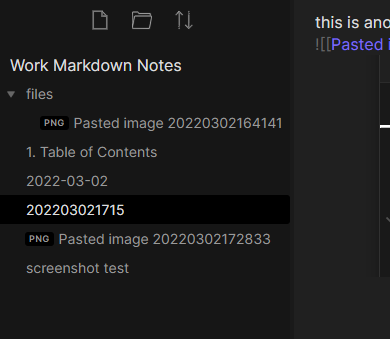 Work Markdown Notes
files
PNG Pasted image 20220302164141
1. Table of Contents
2022-03-02
202203021715
PNG Pasted image 20220302172833
screenshot test
this is ano
![[Pasted i